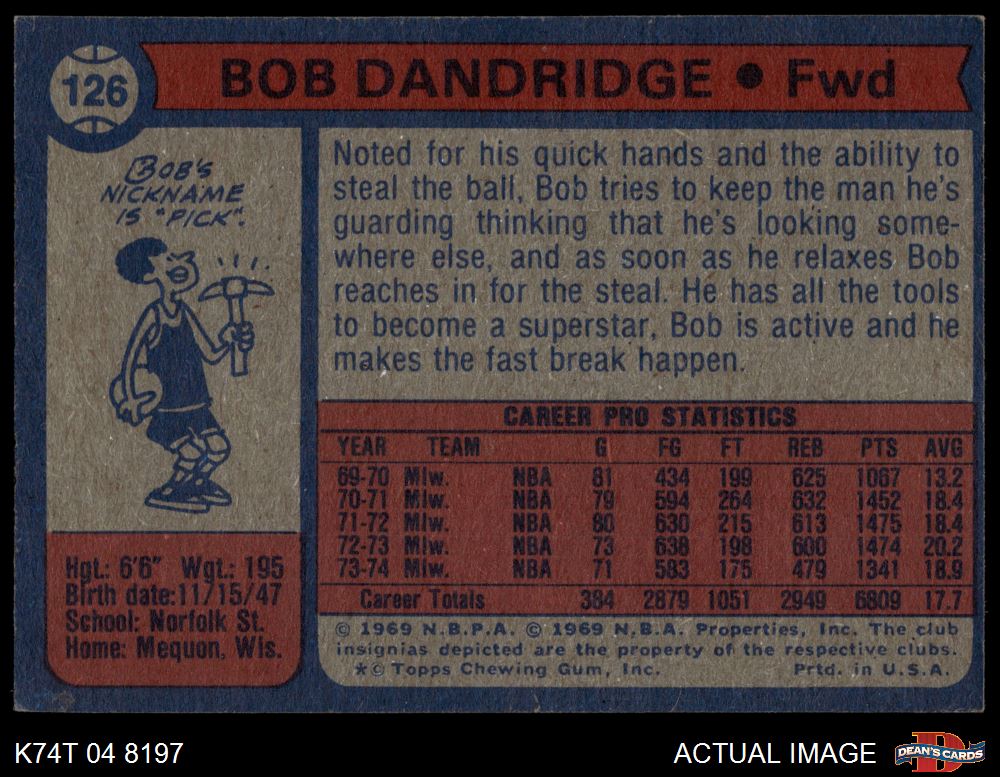 126
BOB DANDRIDGE ● Fwd
BOB'S
NICKNAME
IS "PICK".
Noted for his quick hands and the ability to
steal the ball, Bob tries to keep the man he's
guarding thinking that he's looking some-
where else, and as soon as he relaxes Bob
reaches in for the steal. He has all the tools
to become a superstar, Bob is active and he
makes the fast break happen.
CAREER PRO STATISTICS
YEAR TEAM G FG FT REB PTS AVG
69-70 Mlw. NBA 81 434 199 625 1067 13.2
70-71 Mlw. NBA 79 594 264 632 1452 18.4
71-72 Mlw. NBA 80 630 215 613 1475 18.4
72-73 Mlw. NBA 73 638 198 600 1474 20.2
73-74 Mlw. NBA 71 583 175 479 1341 18.9
Career Totals 384 2879 1051 2949 6809 17.7
Hgt.: 6'6" Wgt.: 195
Birth date:11/15/47
School: Norfolk St.
Home: Mequon, Wis.
© 1969 N.B.P.A. © 1969 N.B.A. Properties, Inc. The club
insignias depicted are the property of the respective clubs.
*© Topps Chewing Gum, Inc. Prtd. in U.S.A.
K74T 04 8197
ACTUAL IMAGE
D
DEAN'S CARDS